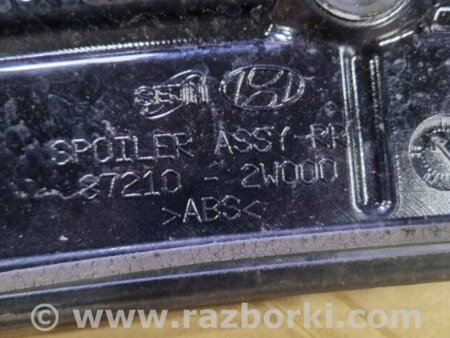 SPOILER ASSY-RR
87210 - 2W000
>ABS<
© www.razborki.com